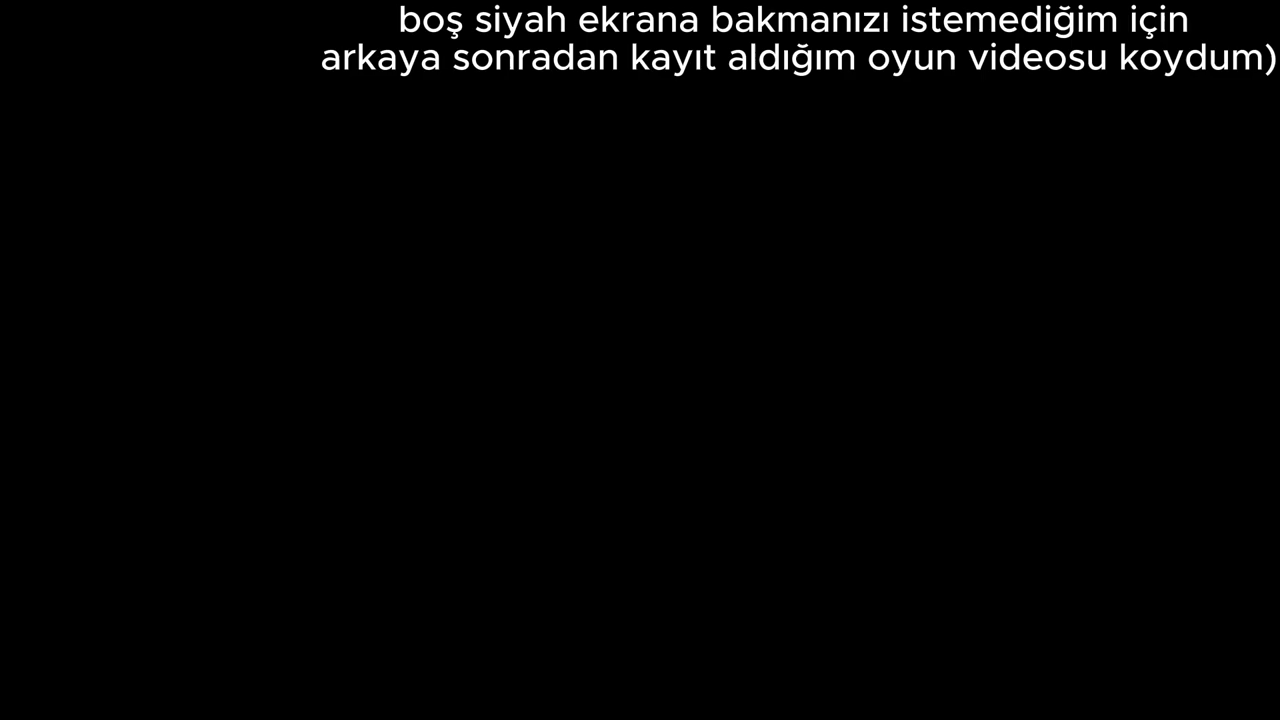 boş siyah ekrana bakmanızı istemediğim için
arkaya sonradan kayıt aldığım oyun videosu koydum)